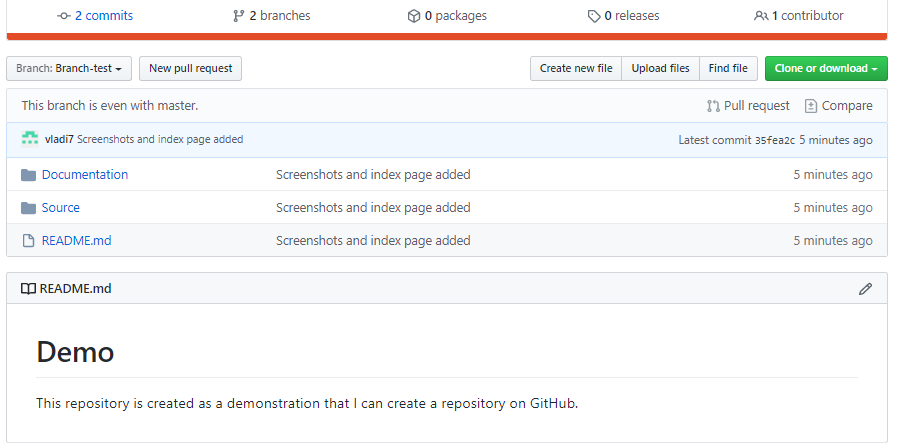 2 commits 2 branches 0 packages 0 releases 1 contributor
Branch: Branch-test New pull request Create new file Upload files Find file Clone or download
This branch is even with master. Pull request Compare
vladi7 Screenshots and index page added Latest commit 35fea2c 5 minutes ago
Documentation Screenshots and index page added 5 minutes ago
Source Screenshots and index page added 5 minutes ago
README.md Screenshots and index page added 5 minutes ago
README.md
Demo
This repository is created as a demonstration that I can create a repository on GitHub.